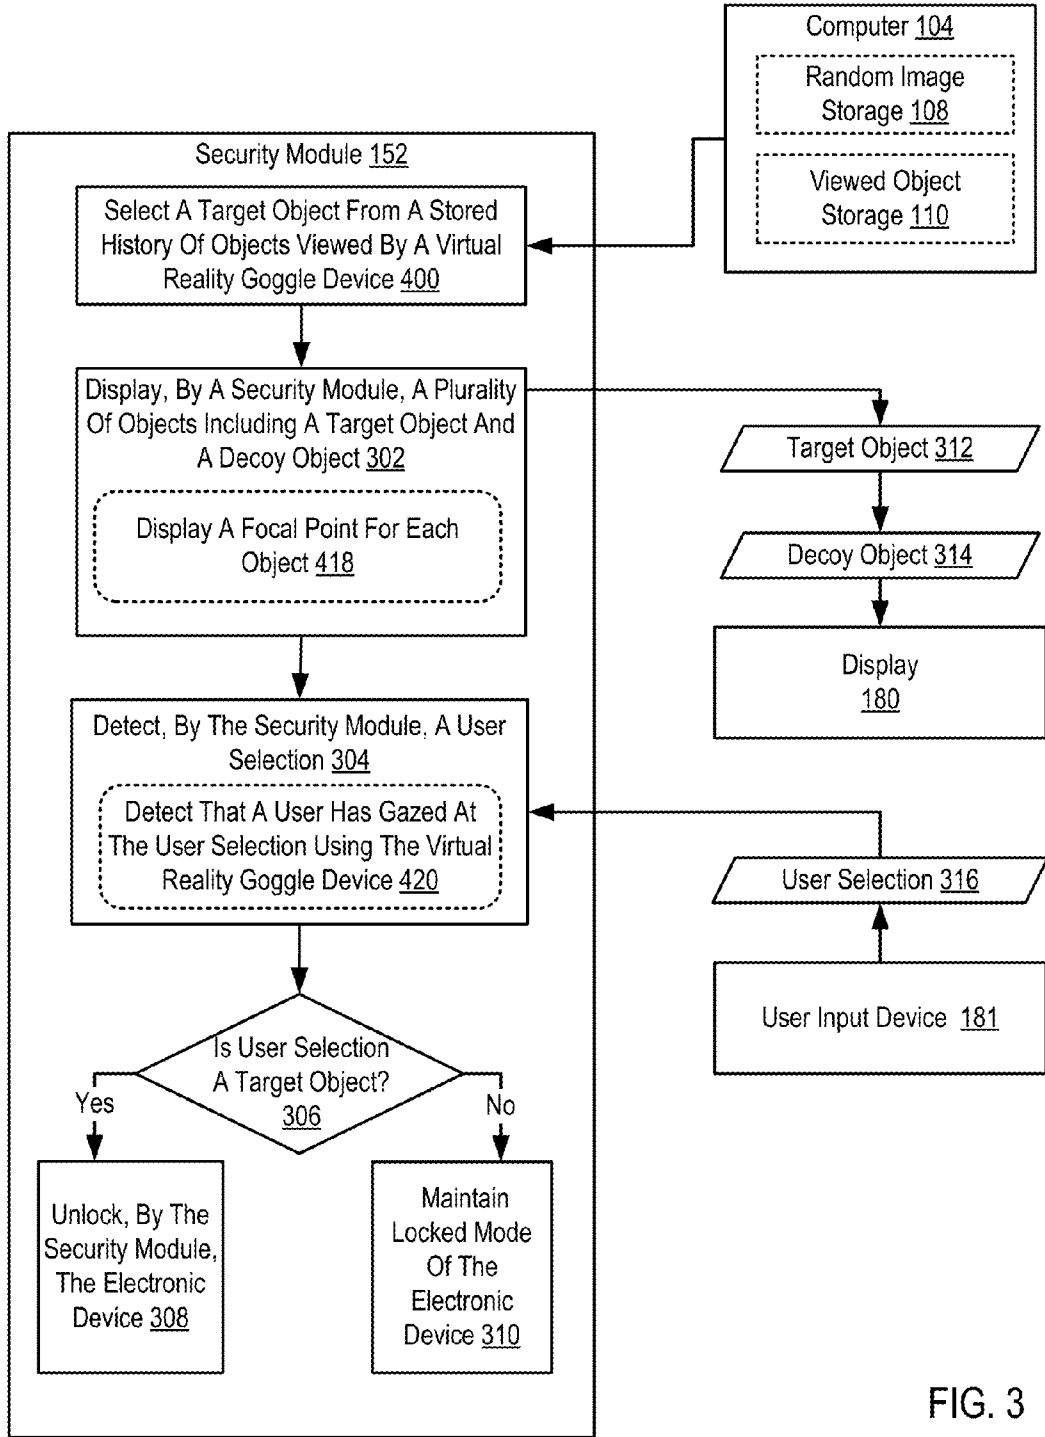 Computer 104
Random Image
Storage 108
Viewed Object
Storage 110
Security Module 152
Select A Target Object From A Stored
History Of Objects Viewed By A Virtual
Reality Goggle Device 400
Display, By A Security Module, A Plurality
Of Objects Including A Target Object And
A Decoy Object 302
Display A Focal Point For Each
Object 418
Target Object 312
Decoy Object 314
Display
180
Detect, By The Security Module, A User
Selection 304
Detect That A User Has Gazed At
The User Selection Using The Virtual
Reality Goggle Device 420
User Selection 316
User Input Device 181
Is User Selection
A Target Object?
306
Yes
No
Unlock, By The
Security Module,
The Electronic
Device 308
Maintain
Locked Mode
Of The
Electronic
Device 310
FIG. 3